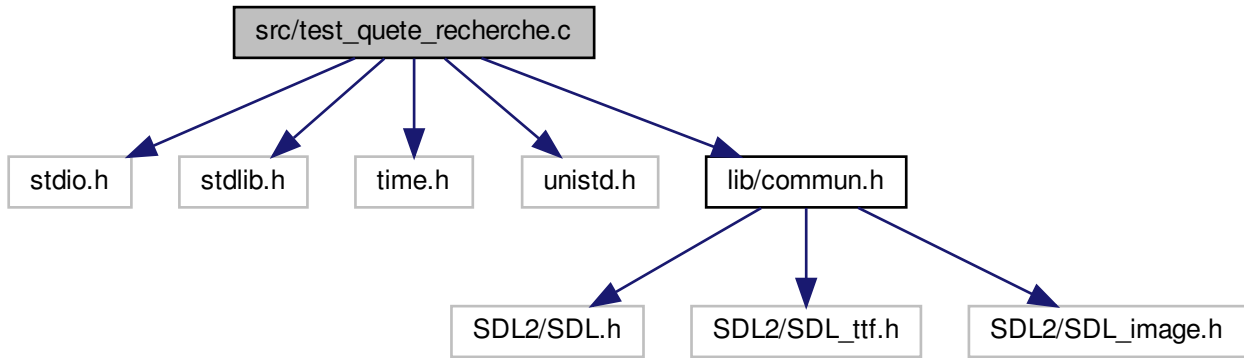 src/test_quete_recherche.c
stdio.h
stdlib.h
time.h
unistd.h
lib/commun.h
SDL2/SDL.h
SDL2/SDL_ttf.h
SDL2/SDL_image.h